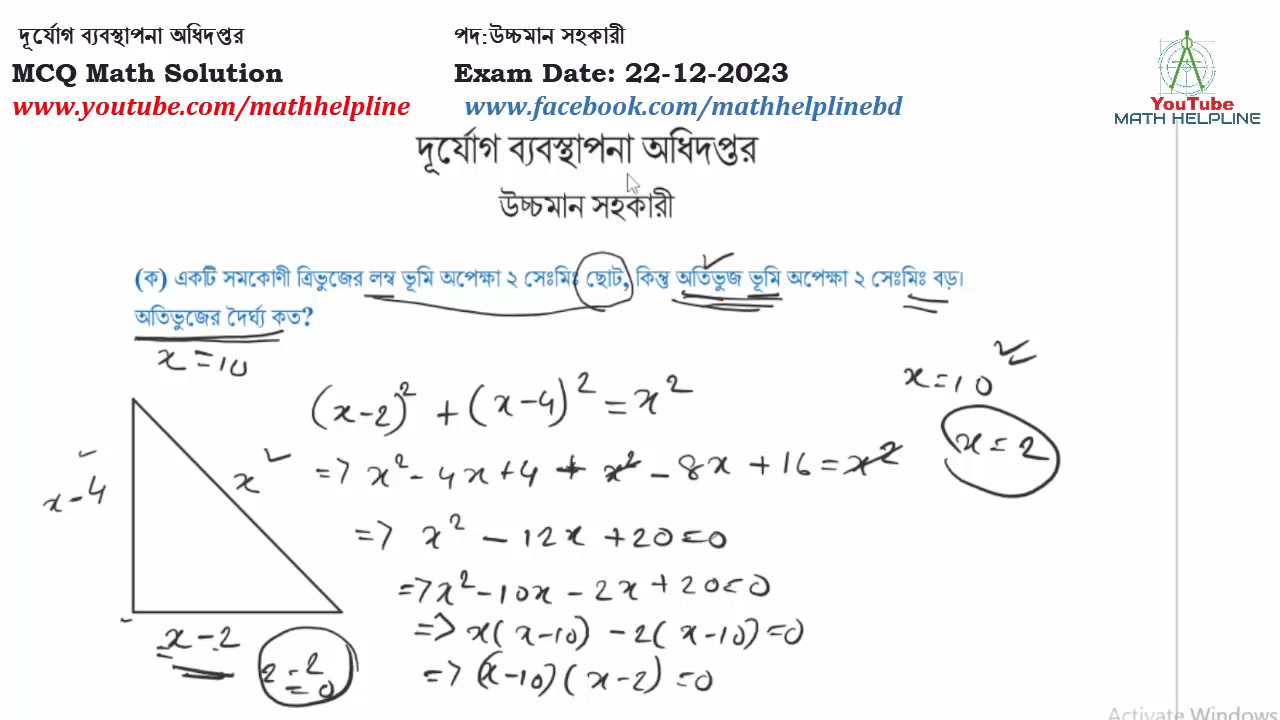 দূর্যোগ ব্যবস্থাপনা অধিদপ্তর
পদ:উচ্চমান সহকারী
MCQ Math Solution
Exam Date: 22-12-2023
www.youtube.com/mathhelpline
www.facebook.com/mathhelplinebd
YouTube
MATH HELPLINE
দূর্যোগ ব্যবস্থাপনা অধিদপ্তর
উচ্চমান সহকারী
(ক) একটি সমকোণী ত্রিভুজের লম্ব ভূমি অপেক্ষা ২ সেঃমিঃ ছোট, কিন্তু অতিভুজ ভূমি অপেক্ষা ২ সেঃমিঃ বড়।
অতিভুজের দৈর্ঘ্য কত?
x = 10
(x-2)² + (x-4)² = x²
=> x² - 4x + 4 + x² - 8x + 16 = x²
=> x² - 12x + 20 = 0
=> x² - 10x - 2x + 20 = 0
=> x(x-10) - 2(x-10) = 0
=> (x-10)(x-2) = 0
x = 10
x = 2
x - 4
x
x - 2
2 - 2
= 0
Activate Windows